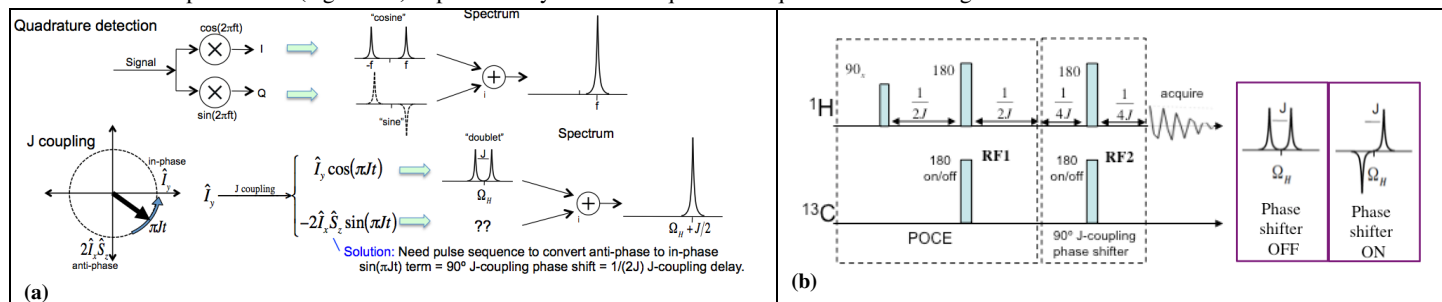 Quadrature detection
cos(2πft)
Signal
I
Q
sin(2πft)
"cosine"
-f f
"sine"
i
Spectrum
f
J coupling
in-phase
Î_y
πJt
2Î_xŜ_z
anti-phase
Î_y J coupling
Î_y cos(πJt)
-2Î_xŜ_z sin(πJt)
"doublet"
J
Ω_H
??
i
Spectrum
Ω_H + J/2
Solution: Need pulse sequence to convert anti-phase to in-phase
sin(πJt) term = 90º J-coupling phase shift = 1/(2J) J-coupling delay.
(a)
(b)
90_x 180 180
¹H
1/2J 1/2J 1/4J 1/4J
acquire
180 on/off
RF1
180 on/off
RF2
¹³C
POCE
90º J-coupling
phase shifter
J
Ω_H
Phase
shifter
OFF
J
Ω_H
Phase
shifter
ON